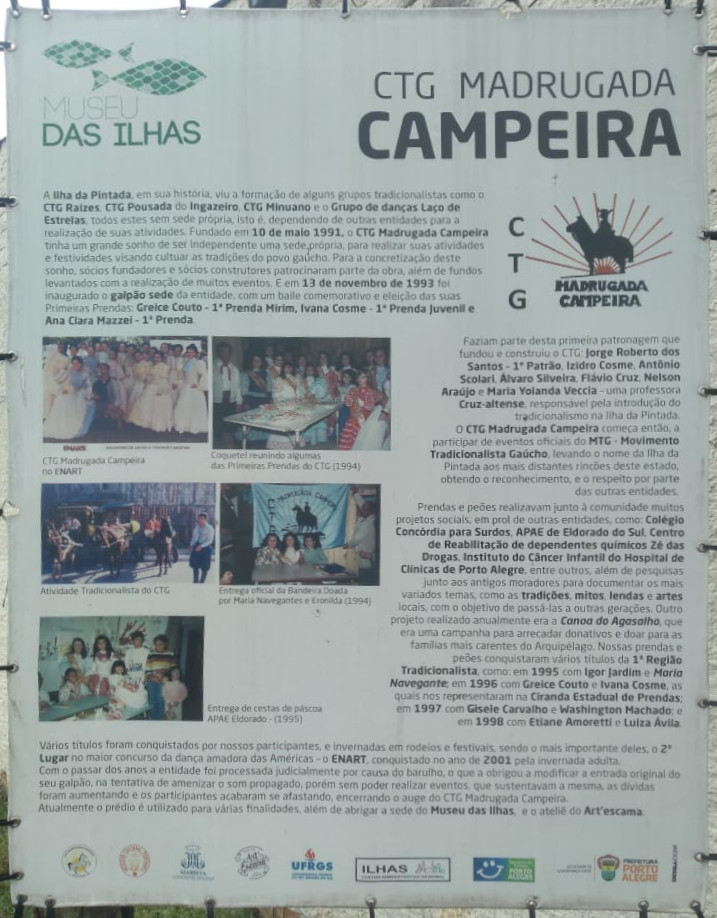 MUSEU
DAS ILHAS
CTG MADRUGADA
CAMPEIRA
A Ilha da Pintada, em sua história, viu a formação de alguns grupos tradicionalistas como o
CTG Raízes, CTG Pousada do Ingazeiro, CTG Minuano e o Grupo de danças Laço de
Estrelas, todos estes sem sede própria, isto é, dependendo de outras entidades para a
realização de suas atividades. Fundado em 10 de maio 1991, o CTG Madrugada Campeira
tinha um grande sonho de ser independente uma sede própria, para realizar suas atividades
e festividades visando cultuar as tradições do povo gaúcho. Para a concretização deste
sonho, sócios fundadores e sócios construtores patrocinaram parte da obra, além de fundos
levantados com a realização de muitos eventos. E em 13 de novembro de 1993 foi
inaugurado o galpão sede da entidade, com um baile comemorativo e eleição das suas
Primeiras Prendas: Greice Couto - 1ª Prenda Mirim, Ivana Cosme - 1ª Prenda Juvenil e
Ana Clara Mazzei - 1ª Prenda.
C
T
G
MADRUGADA
CAMPEIRA
CTG Madrugada Campeira
no ENART
Coquetel reunindo algumas
das Primeiras Prendas do CTG (1994)
Atividade Tradicionalista do CTG
Entrega oficial da Bandeira.Doada
por Maria Navegantes e Eronilda (1994)
Entrega de cestas de páscoa
APAE Eldorado - (1995)
Faziam parte desta primeira patronagem que
fundou e construiu o CTG: Jorge Roberto dos
Santos - 1º Patrão, Izidro Cosme, Antônio
Scolari, Álvaro Silveira, Flávio Cruz, Nelson
Araújo e Maria Yolanda Veccia - uma professora
Cruz-altense, responsável pela introdução do
tradicionalismo na Ilha da Pintada.
O CTG Madrugada Campeira começa então, a
participar de eventos oficiais do MTG - Movimento
Tradicionalista Gaúcho, levando o nome da Ilha da
Pintada aos mais distantes rincões deste estado,
obtendo o reconhecimento, e o respeito por parte
das outras entidades.
Prendas e peões realizavam junto à comunidade muitos
projetos sociais, em prol de outras entidades, como: Colégio
Concórdia para Surdos, APAE de Eldorado do Sul, Centro
de Reabilitação de dependentes químicos Zé das
Drogas, Instituto do Câncer Infantil do Hospital de
Clínicas de Porto Alegre, entre outros, além de pesquisas
junto aos antigos moradores para documentar os mais
variados temas, como as tradições, mitos, lendas e artes
locais, com o objetivo de passá-las a outras gerações. Outro
projeto realizado anualmente era a Canoa do Agasalho, que
era uma campanha para arrecadar donativos e doar para as
famílias mais carentes do Arquipélago. Nossas prendas e
peões conquistaram vários títulos da 1ª Região
Tradicionalista, como: em 1995 com Igor Jardim e Maria
Navegante; em 1996 com Greice Couto e Ivana Cosme, as
quais nos representaram na Ciranda Estadual de Prendas;
em 1997 com Gisele Carvalho e Washington Machado; e
em 1998 com Etiane Amoretti e Luiza Ávila.
Vários títulos foram conquistados por nossos participantes, e invernadas em rodeios e festivais, sendo o mais importante deles, o 2º
Lugar no maior concurso da dança amadora das Américas - o ENART, conquistado no ano de 2001 pela invernada adulta.
Com o passar dos anos a entidade foi processada judicialmente por causa do barulho, o que a obrigou a modificar a entrada original do
seu galpão, na tentativa de amenizar o som propagado, porém sem poder realizar eventos, que sustentavam a mesma, as dívidas
foram aumentando e os participantes acabaram se afastando, encerrando o auge do CTG Madrugada Campeira.
Atualmente o prédio é utilizado para várias finalidades, além de abrigar a sede do Museu das Ilhas, e o ateliê do Art'escama.
UFRGS
ILHAS
PORTO
ALEGRE
PREFEITURA
PORTO
ALEGRE